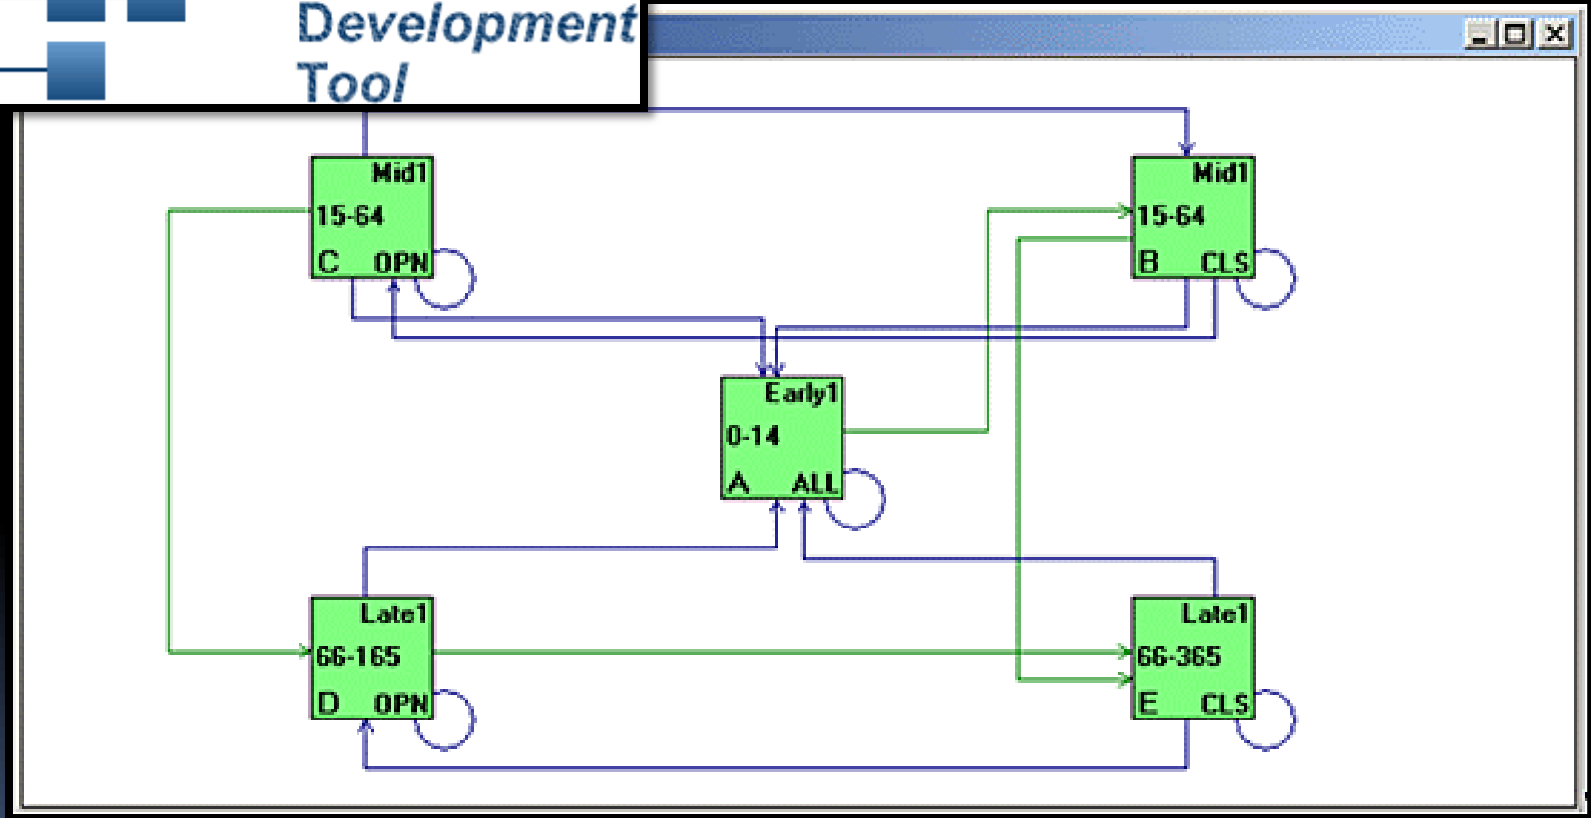 Development
Tool
Mid1
15-64
C OPN
Mid1
15-64
B CLS
Early1
0-14
A ALL
Late1
66-165
D OPN
Late1
66-365
E CLS